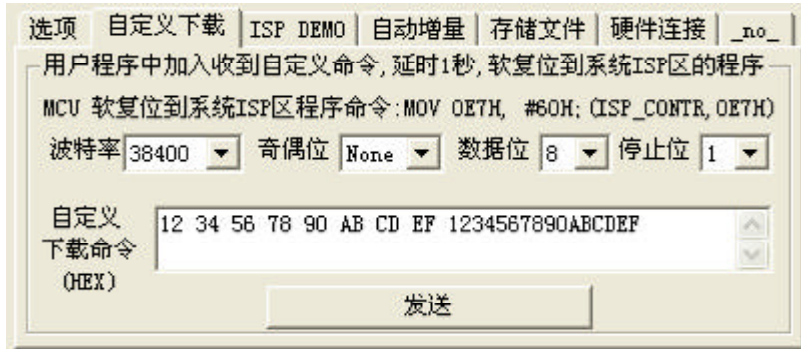 选项 自定义下载 ISP DEMO 自动增量 存储文件 硬件连接 _no_
用户程序中加入收到自定义命令,延时1秒,软复位到系统ISP区的程序
MCU 软复位到系统ISP区程序命令:MOV 0E7H, #60H; (ISP_CONTR,0E7H)
波特率 38400 奇偶位 None 数据位 8 停止位 1
自定义
下载命令
(HEX)
12 34 56 78 90 AB CD EF 1234567890ABCDEF
发送